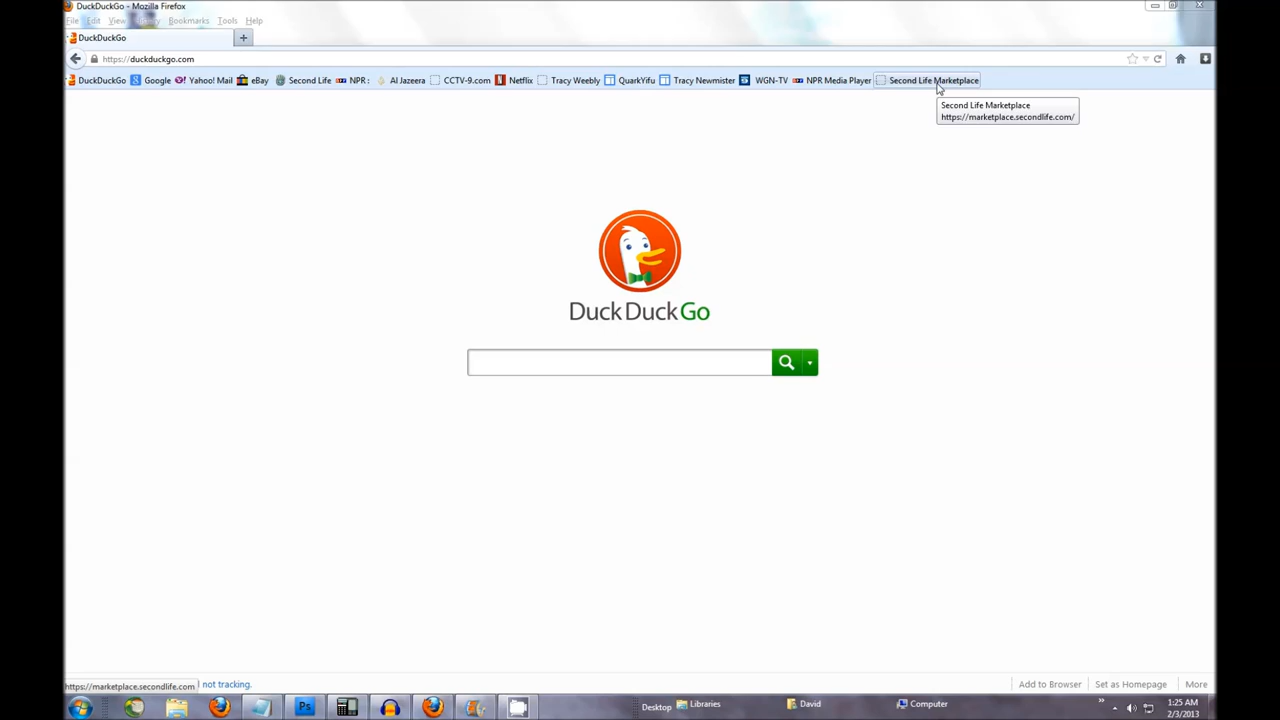 DuckDuckGo - Mozilla Firefox
File Edit View History Bookmarks Tools Help
DuckDuckGo
https://duckduckgo.com
DuckDuckGo Google Yahoo! Mail eBay Second Life NPR : Al Jazeera CCTV-9.com Netflix Tracy Weebly QuarkYifu Tracy Newmister WGN-TV NPR Media Player Second Life Marketplace
Second Life Marketplace
https://marketplace.secondlife.com/
DuckDuckGo
https://marketplace.secondlife.com not tracking. Add to Browser Set as Homepage More
Ps Desktop Libraries David Computer 1:25 AM
2/3/2013